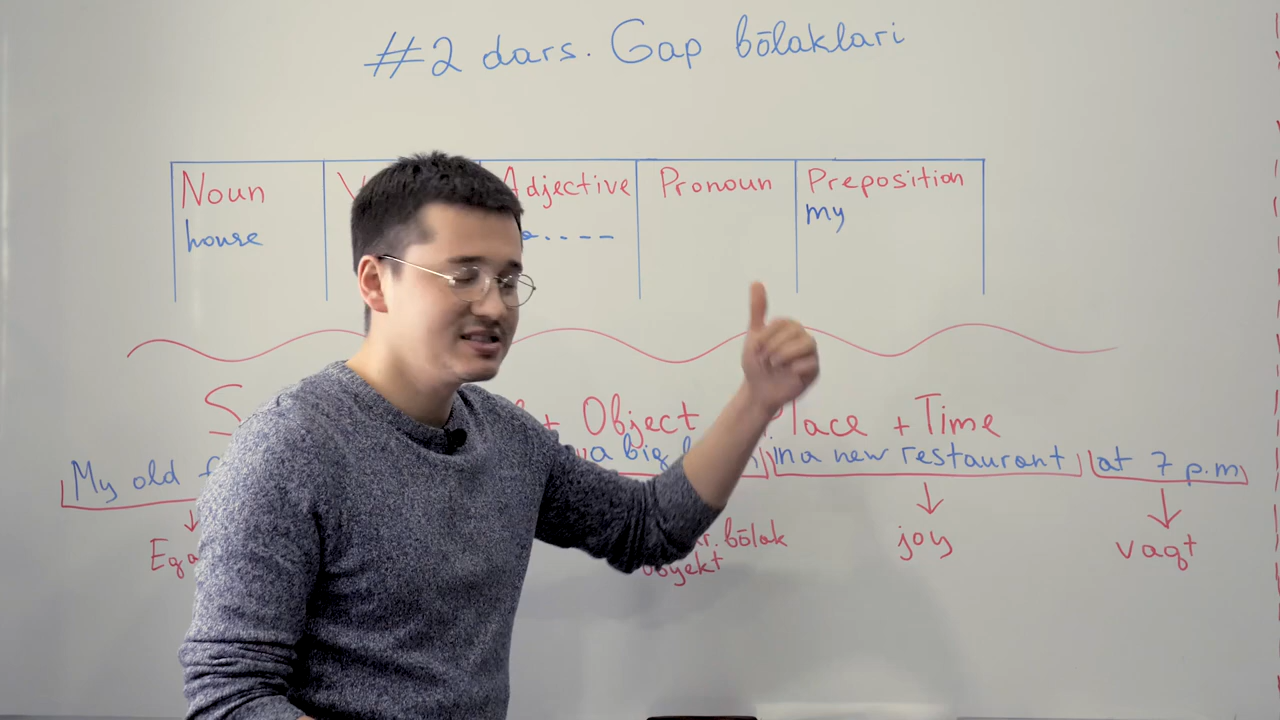 #2 dars. Gap bōlaklari
Noun Adjective Pronoun Preposition
house my
+ Object Place + Time
My old a big in a new restaurant at 7 p.m
bōlak joy vaqt
obyekt